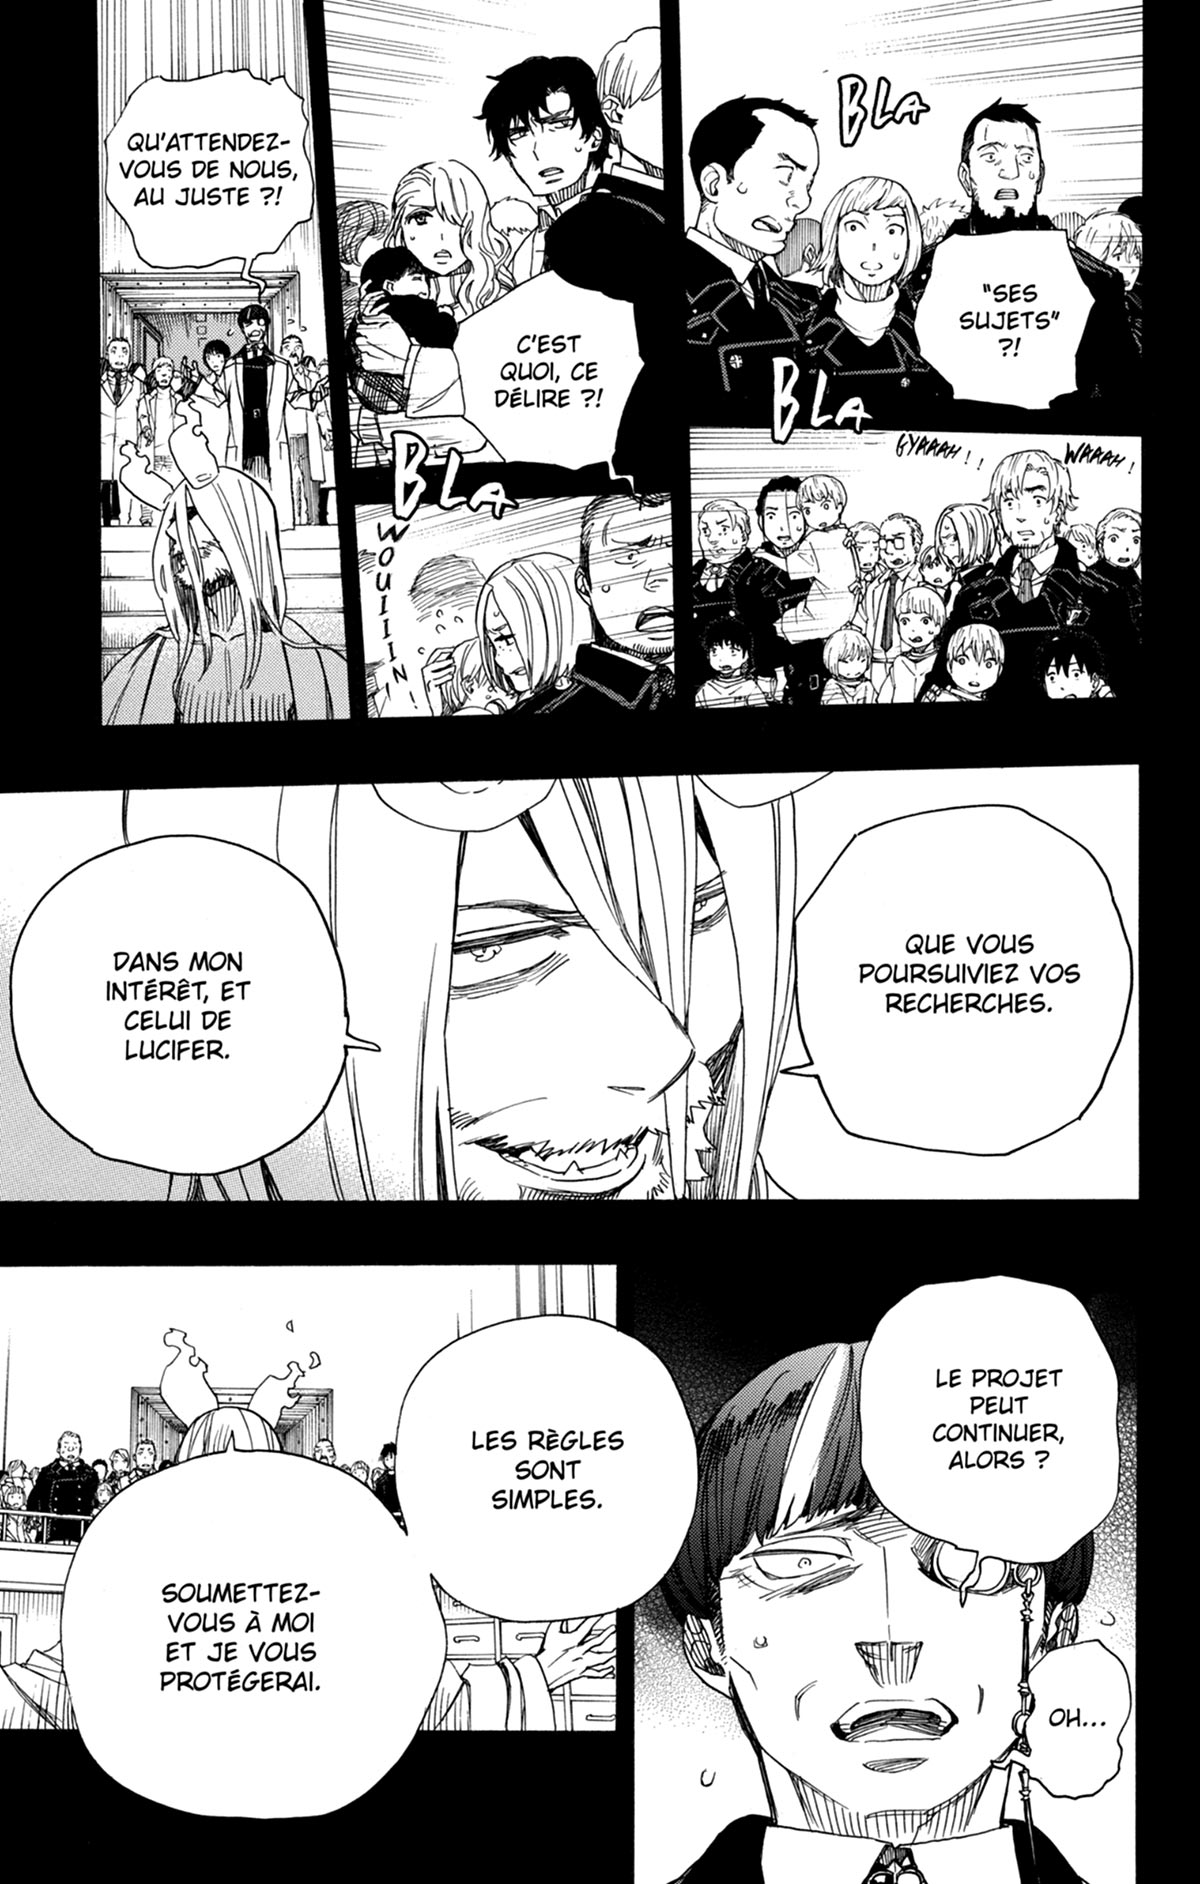 BLA
"SES
SUJETS"
?!
BLA
GYAAAH!!
WAAAH!
C'EST
QUOI, CE
DÉLIRE ?!
BLA
WOUIIIN
QU'ATTENDEZ-
VOUS DE NOUS,
AU JUSTE ?!
QUE VOUS
POURSUIVIEZ VOS
RECHERCHES.
DANS MON
INTÉRÊT, ET
CELUI DE
LUCIFER.
LE PROJET
PEUT
CONTINUER,
ALORS ?
OH...
LES RÈGLES
SONT
SIMPLES.
SOUMETTEZ-
VOUS À MOI
ET JE VOUS
PROTÉGERAI.